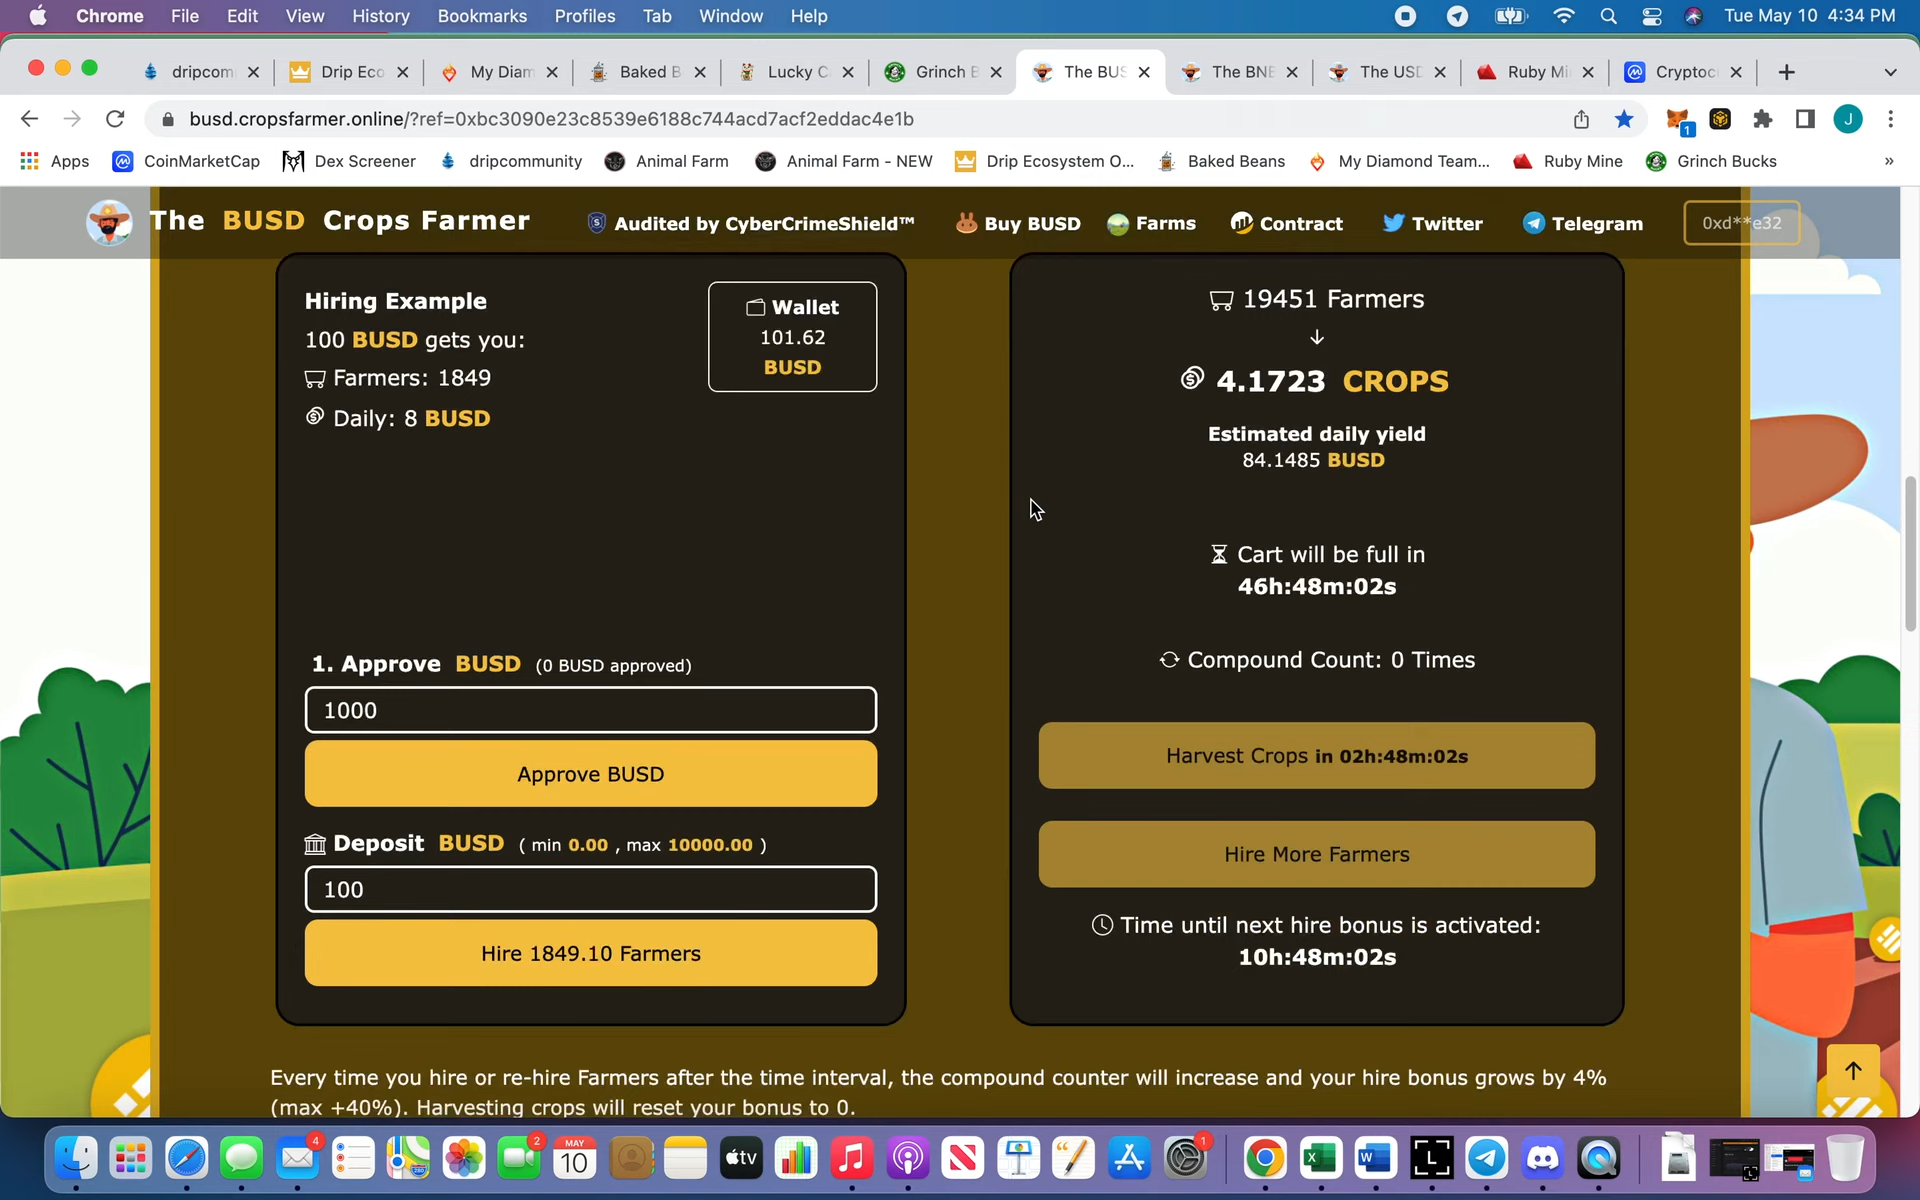 Chrome File Edit View History Bookmarks Profiles Tab Window Help Tue May 10 4:34 PM
dripcom Drip Eco My Diam Baked B Lucky C Grinch B The BUS The BNB The USD Ruby Mi Cryptoc
busd.cropsfarmer.online/?ref=0xbc3090e23c8539e6188c744acd7acf2eddac4e1b 1 J
Apps CoinMarketCap Dex Screener dripcommunity Animal Farm Animal Farm - NEW Drip Ecosystem O... Baked Beans My Diamond Team... Ruby Mine Grinch Bucks »
The BUSD Crops Farmer Audited by CyberCrimeShield™ Buy BUSD Farms Contract Twitter Telegram 0xd**e32
Hiring Example
100 BUSD gets you:
Farmers: 1849
Daily: 8 BUSD
Wallet
101.62
BUSD
1. Approve BUSD (0 BUSD approved)
1000
Approve BUSD
Deposit BUSD ( min 0.00 , max 10000.00 )
100
Hire 1849.10 Farmers
19451 Farmers
↓
4.1723 CROPS
Estimated daily yield
84.1485 BUSD
Cart will be full in
46h:48m:02s
Compound Count: 0 Times
Harvest Crops in 02h:48m:02s
Hire More Farmers
Time until next hire bonus is activated:
10h:48m:02s
Every time you hire or re-hire Farmers after the time interval, the compound counter will increase and your hire bonus grows by 4%
(max +40%). Harvesting crops will reset your bonus to 0.
4 2 MAY 10 tv 1